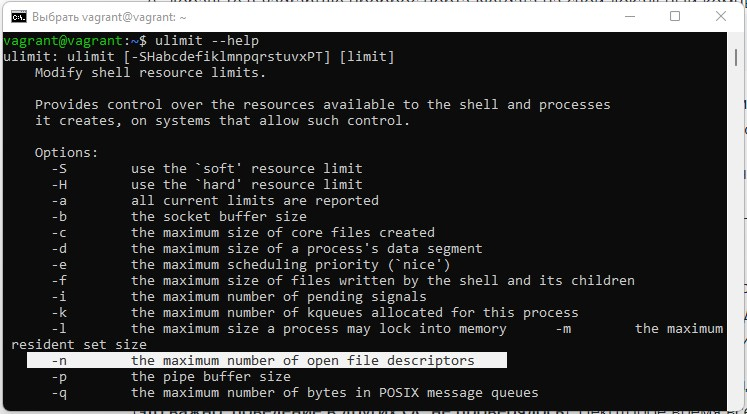 Выбрать vagrant@vagrant: ~
vagrant@vagrant:~$ ulimit --help
ulimit: ulimit [-SHabcdefiklmnpqrstuvxPT] [limit]
    Modify shell resource limits.

    Provides control over the resources available to the shell and processes
    it creates, on systems that allow such control.

    Options:
      -S        use the `soft' resource limit
      -H        use the `hard' resource limit
      -a        all current limits are reported
      -b        the socket buffer size
      -c        the maximum size of core files created
      -d        the maximum size of a process's data segment
      -e        the maximum scheduling priority (`nice')
      -f        the maximum size of files written by the shell and its children
      -i        the maximum number of pending signals
      -k        the maximum number of kqueues allocated for this process
      -l        the maximum size a process may lock into memory      -m        the maximum
 resident set size
      -n        the maximum number of open file descriptors
      -p        the pipe buffer size
      -q        the maximum number of bytes in POSIX message queues